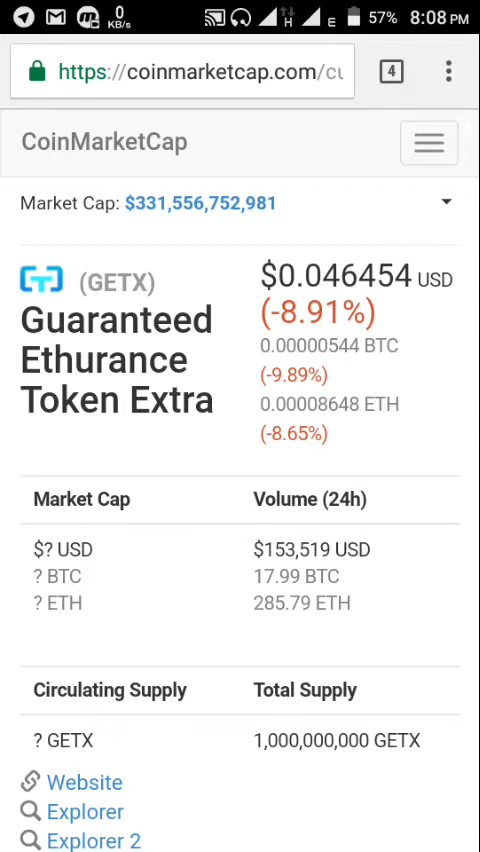 0
KB/s
H
E
57%
8:08 PM
https://coinmarketcap.com/cu
4
CoinMarketCap
Market Cap: $331,556,752,981
(GETX)
Guaranteed
Ethurance
Token Extra
$0.046454 USD
(-8.91%)
0.00000544 BTC
(-9.89%)
0.00008648 ETH
(-8.65%)
Market Cap
Volume (24h)
$? USD
$153,519 USD
? BTC
17.99 BTC
? ETH
285.79 ETH
Circulating Supply
Total Supply
? GETX
1,000,000,000 GETX
Website
Explorer
Explorer 2